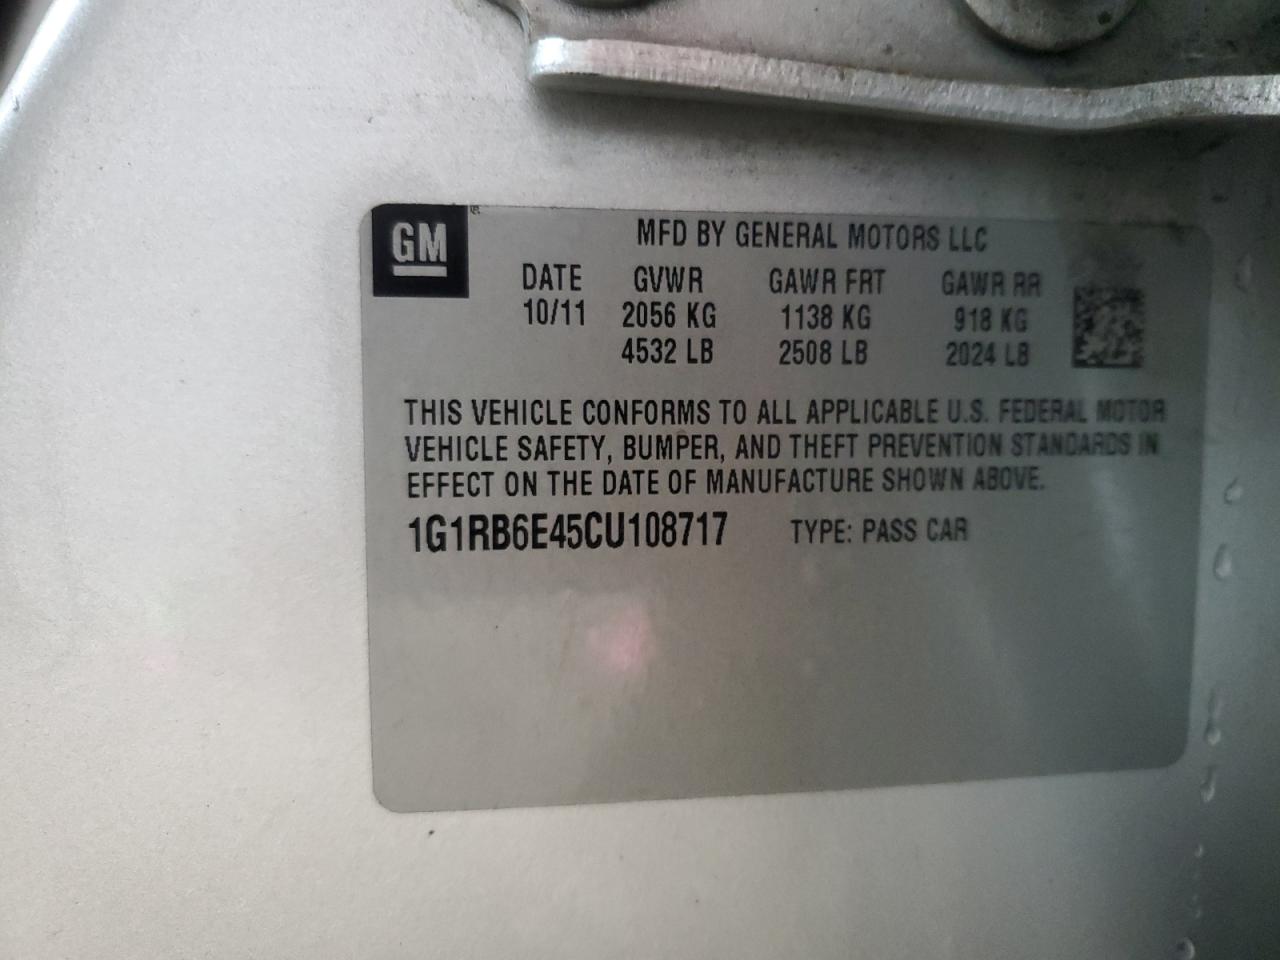 GM
MFD BY GENERAL MOTORS LLC
DATE GVWR GAWR FRT GAWR RR
10/11 2056 KG 1138 KG 918 KG
4532 LB 2508 LB 2024 LB
THIS VEHICLE CONFORMS TO ALL APPLICABLE U.S. FEDERAL MOTOR
VEHICLE SAFETY, BUMPER, AND THEFT PREVENTION STANDARDS IN
EFFECT ON THE DATE OF MANUFACTURE SHOWN ABOVE.
1G1RB6E45CU108717 TYPE: PASS CAR